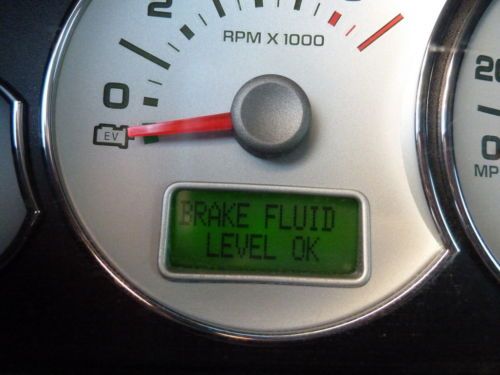 2
RPM X 1000
0
EV
20
0
MP
BRAKE FLUID
LEVEL OK